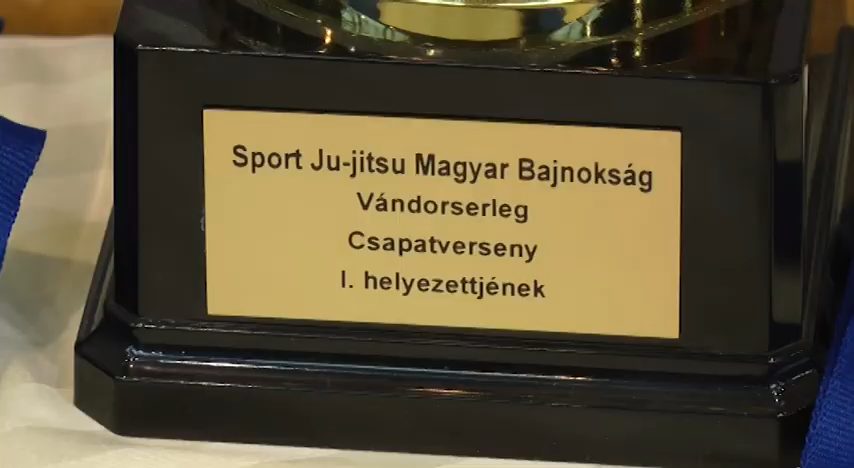 Sport Ju-jitsu Magyar Bajnokság
Vándorserleg
Csapatverseny
I. helyezettjének